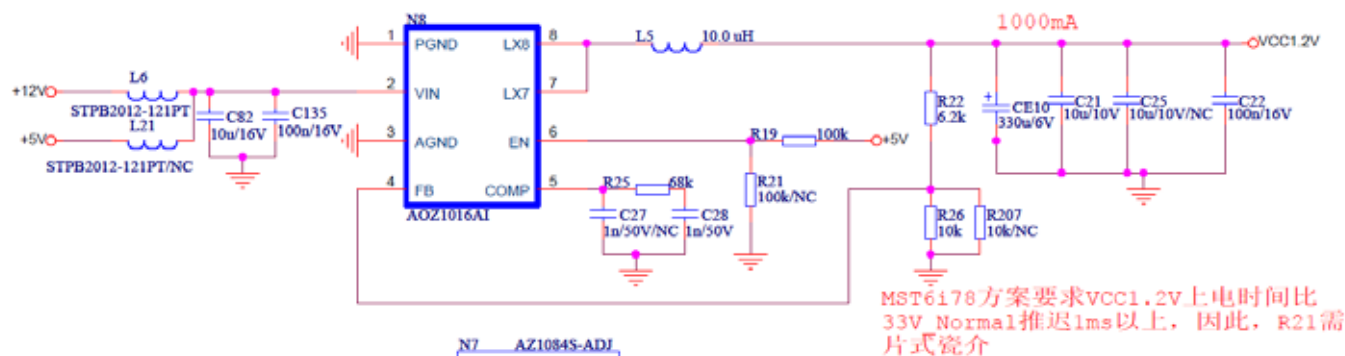 N8
1000mA
1 PGND LX8 8
L5 10.0 uH
VCC1.2V
L6
+12V
STPB2012-121PT
2 VIN LX7 7
C82
10u/16V
C135
100n/16V
R22
6.2k
CE10
330u/6V
C21
10u/10V
C25
10u/10V/NC
C22
100n/16V
L21
+5V
STPB2012-121PT/NC
3 AGND EN 6
R19 100k +5V
4 FB COMP 5
AOZ1016AI
R25 68k
R21
100k/NC
C27
1n/50V/NC
C28
1n/50V
R26
10k
R207
10k/NC
MST6i78方案要求VCC1.2V上电时间比
33V_Normal推迟1ms以上，因此，R21需
片式瓷介
N7 AZ1084S-ADJ